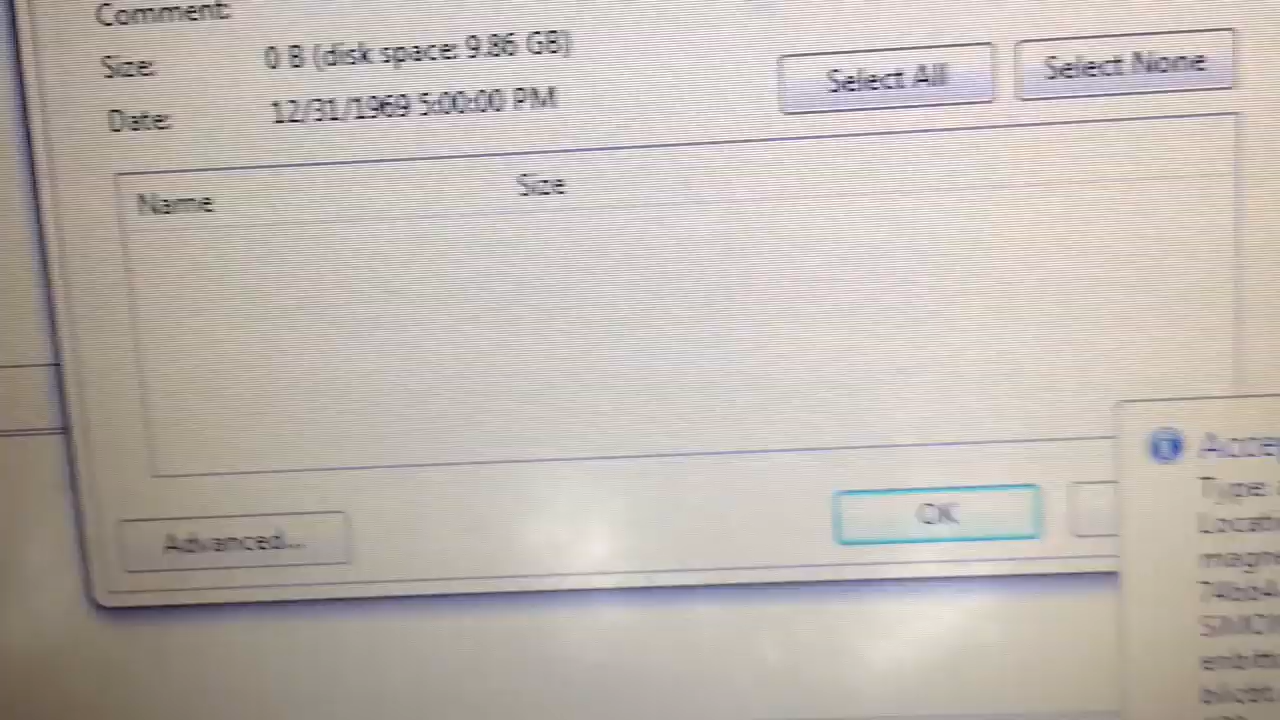 Comment:
Size: 0 B (disk space: 9.86 GB)
Date: 12/31/1969 5:00:00 PM
Select All Select None
Name Size
Advanced... OK
Type: